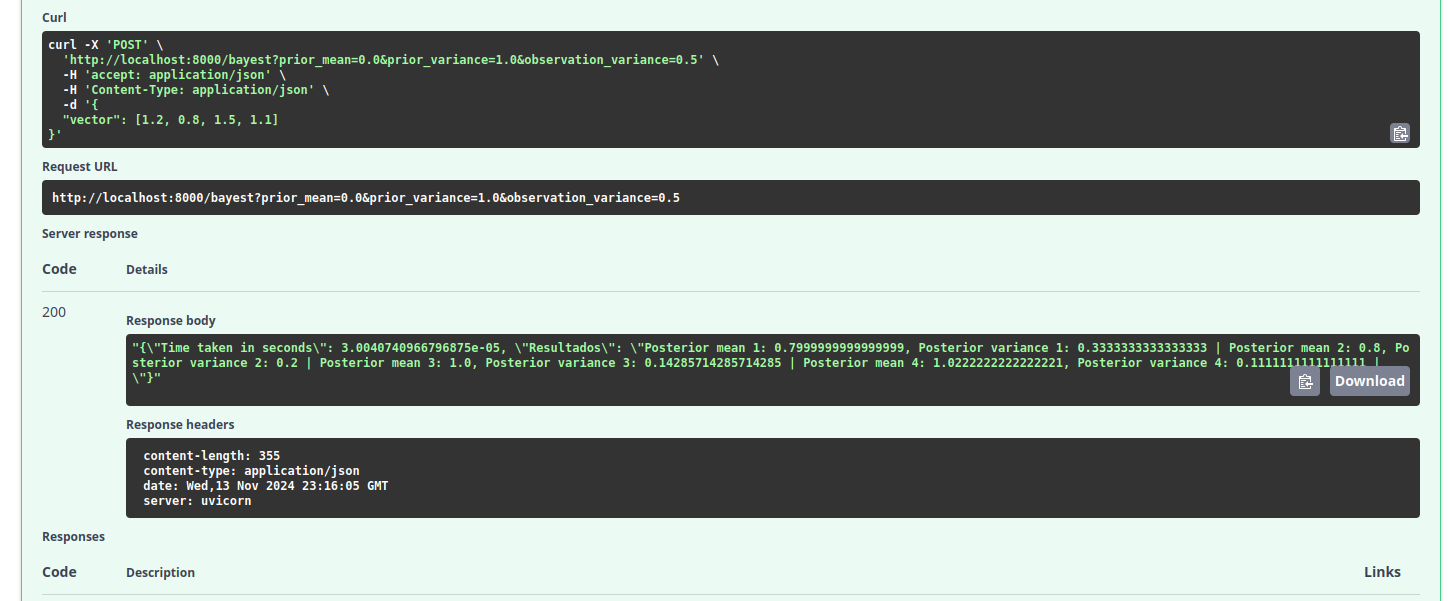 Curl
curl -X 'POST' \
'http://localhost:8000/bayest?prior_mean=0.0&prior_variance=1.0&observation_variance=0.5' \
-H 'accept: application/json' \
-H 'Content-Type: application/json' \
-d '{
"vector": [1.2, 0.8, 1.5, 1.1]
}'
Request URL
http://localhost:8000/bayest?prior_mean=0.0&prior_variance=1.0&observation_variance=0.5
Server response
Code Details
200
Response body
"{\"Time taken in seconds\": 3.0040740966796875e-05, \"Resultados\": \"Posterior mean 1: 0.7999999999999999, Posterior variance 1: 0.3333333333333333 | Posterior mean 2: 0.8, Po
sterior variance 2: 0.2 | Posterior mean 3: 1.0, Posterior variance 3: 0.14285714285714285 | Posterior mean 4: 1.0222222222222221, Posterior variance 4: 0.1111111111111111 |
\"}"
Download
Response headers
content-length: 355
content-type: application/json
date: Wed,13 Nov 2024 23:16:05 GMT
server: uvicorn
Responses
Code Description Links